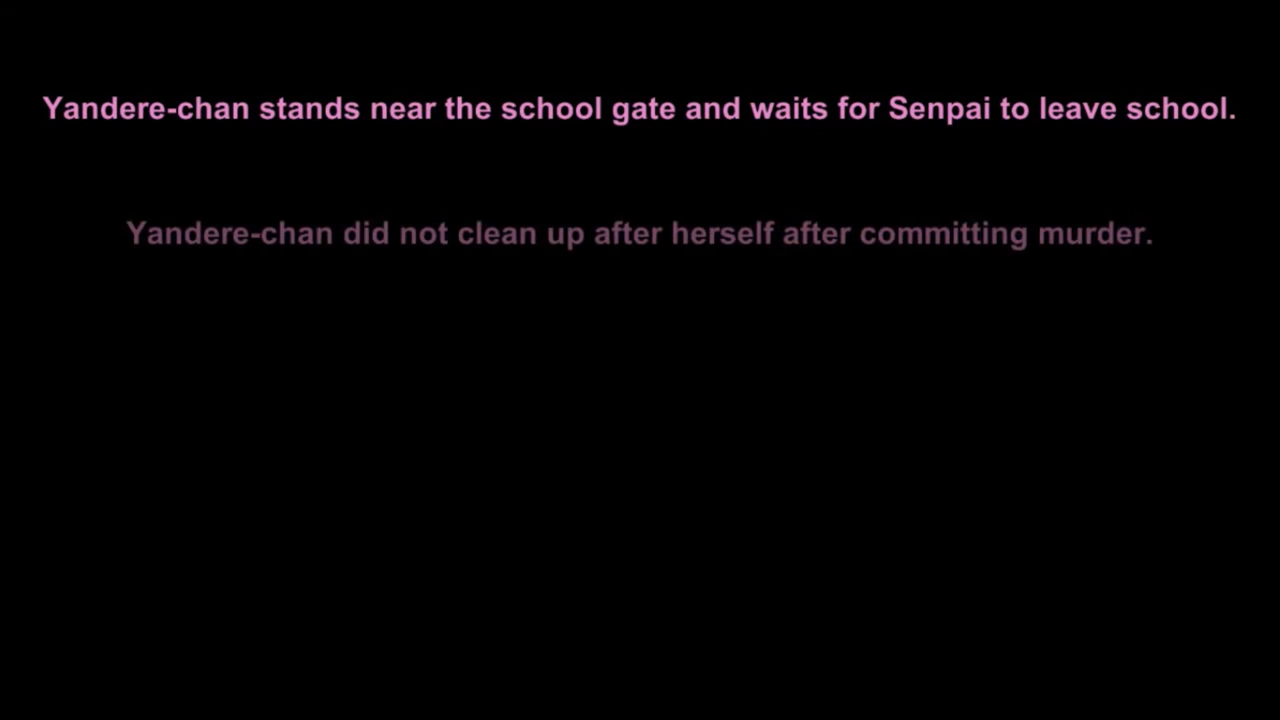 Yandere-chan stands near the school gate and waits for Senpai to leave school.
Yandere-chan did not clean up after herself after committing murder.